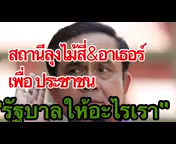 สถานีลุงไม้สี่&อาเธอร์
เพื่อ ประชาชน
รัฐบาล ให้อะไรเรา"